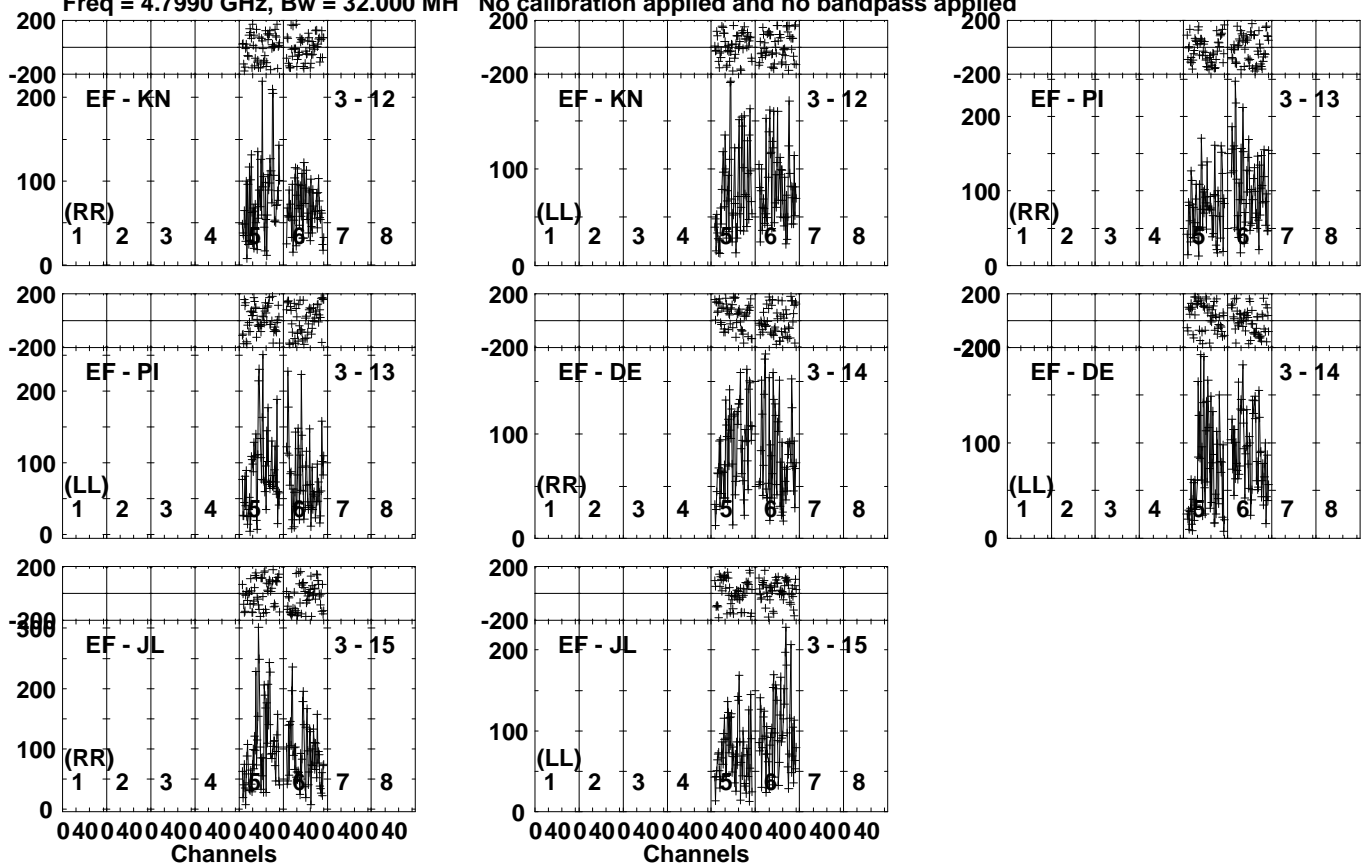 Freq = 4.7990 GHz, Bw = 32.000 MH No calibration applied and no bandpass applied
200
-200
200
100
0
EF - KN 3 - 12
(RR)
1 2 3 4 5 6 7 8
200
-200
200
100
0
EF - KN 3 - 12
(LL)
1 2 3 4 5 6 7 8
200
-200
200
100
0
EF - PI 3 - 13
(RR)
1 2 3 4 5 6 7 8
200
-200
200
100
0
EF - PI 3 - 13
(LL)
1 2 3 4 5 6 7 8
200
-200
100
0
EF - DE 3 - 14
(RR)
1 2 3 4 5 6 7 8
200
-200
200
100
0
EF - DE 3 - 14
(LL)
1 2 3 4 5 6 7 8
200
-200
300
200
100
0
EF - JL 3 - 15
(RR)
1 2 3 4 5 6 7 8
0 40 0 40 0 40 0 40 0 40 0 40 0 40 0 40
Channels
200
-200
200
100
0
EF - JL 3 - 15
(LL)
1 2 3 4 5 6 7 8
0 40 0 40 0 40 0 40 0 40 0 40 0 40 0 40
Channels